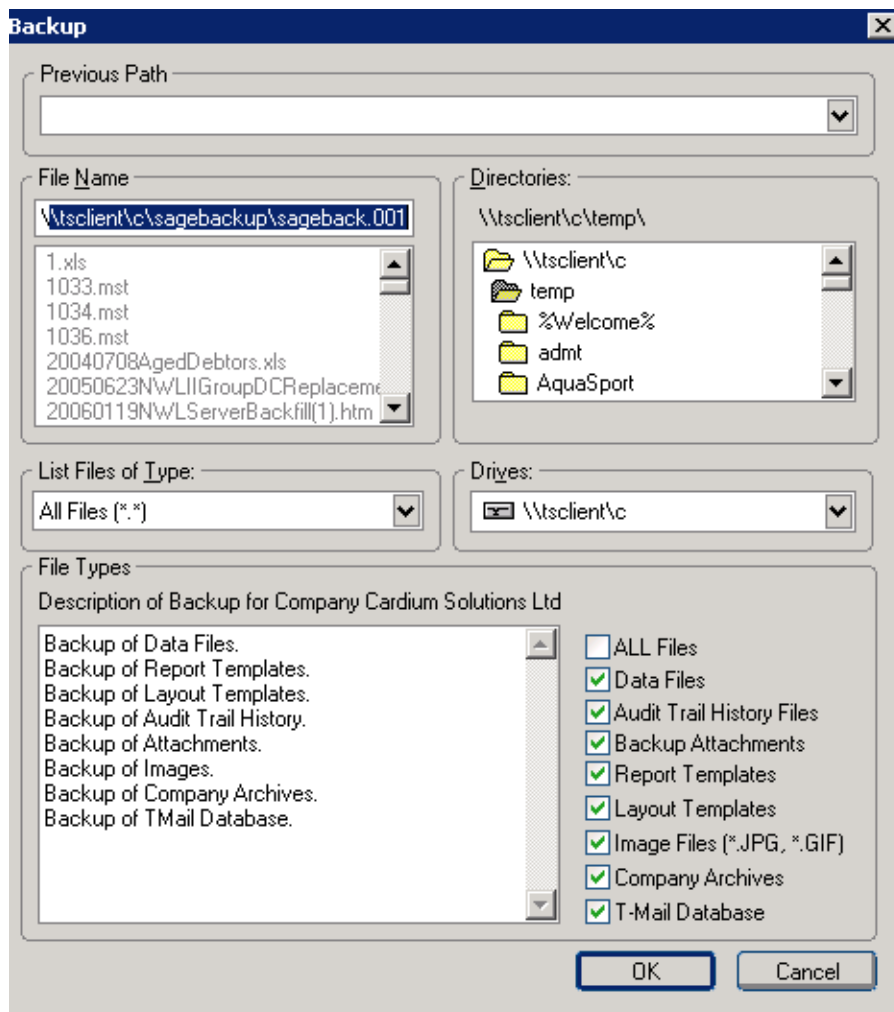 Backup
Previous Path
File Name
\\tsclient\c\sagebackup\sageback.001
1.xls
1033.mst
1034.mst
1036.mst
20040708AgedDebtors.xls
20050623NWLIIGroupDCReplaceme
20060119NWLServerBackfill(1).htm
Directories:
\\tsclient\c\temp\
\\tsclient\c
temp
%Welcome%
admt
AquaSport
List Files of Type:
All Files (*.*)
Drives:
\\tsclient\c
File Types
Description of Backup for Company Cardium Solutions Ltd
Backup of Data Files.
Backup of Report Templates.
Backup of Layout Templates.
Backup of Audit Trail History.
Backup of Attachments.
Backup of Images.
Backup of Company Archives.
Backup of TMail Database.
ALL Files
Data Files
Audit Trail History Files
Backup Attachments
Report Templates
Layout Templates
Image Files (*.JPG, *.GIF)
Company Archives
T-Mail Database
OK
Cancel